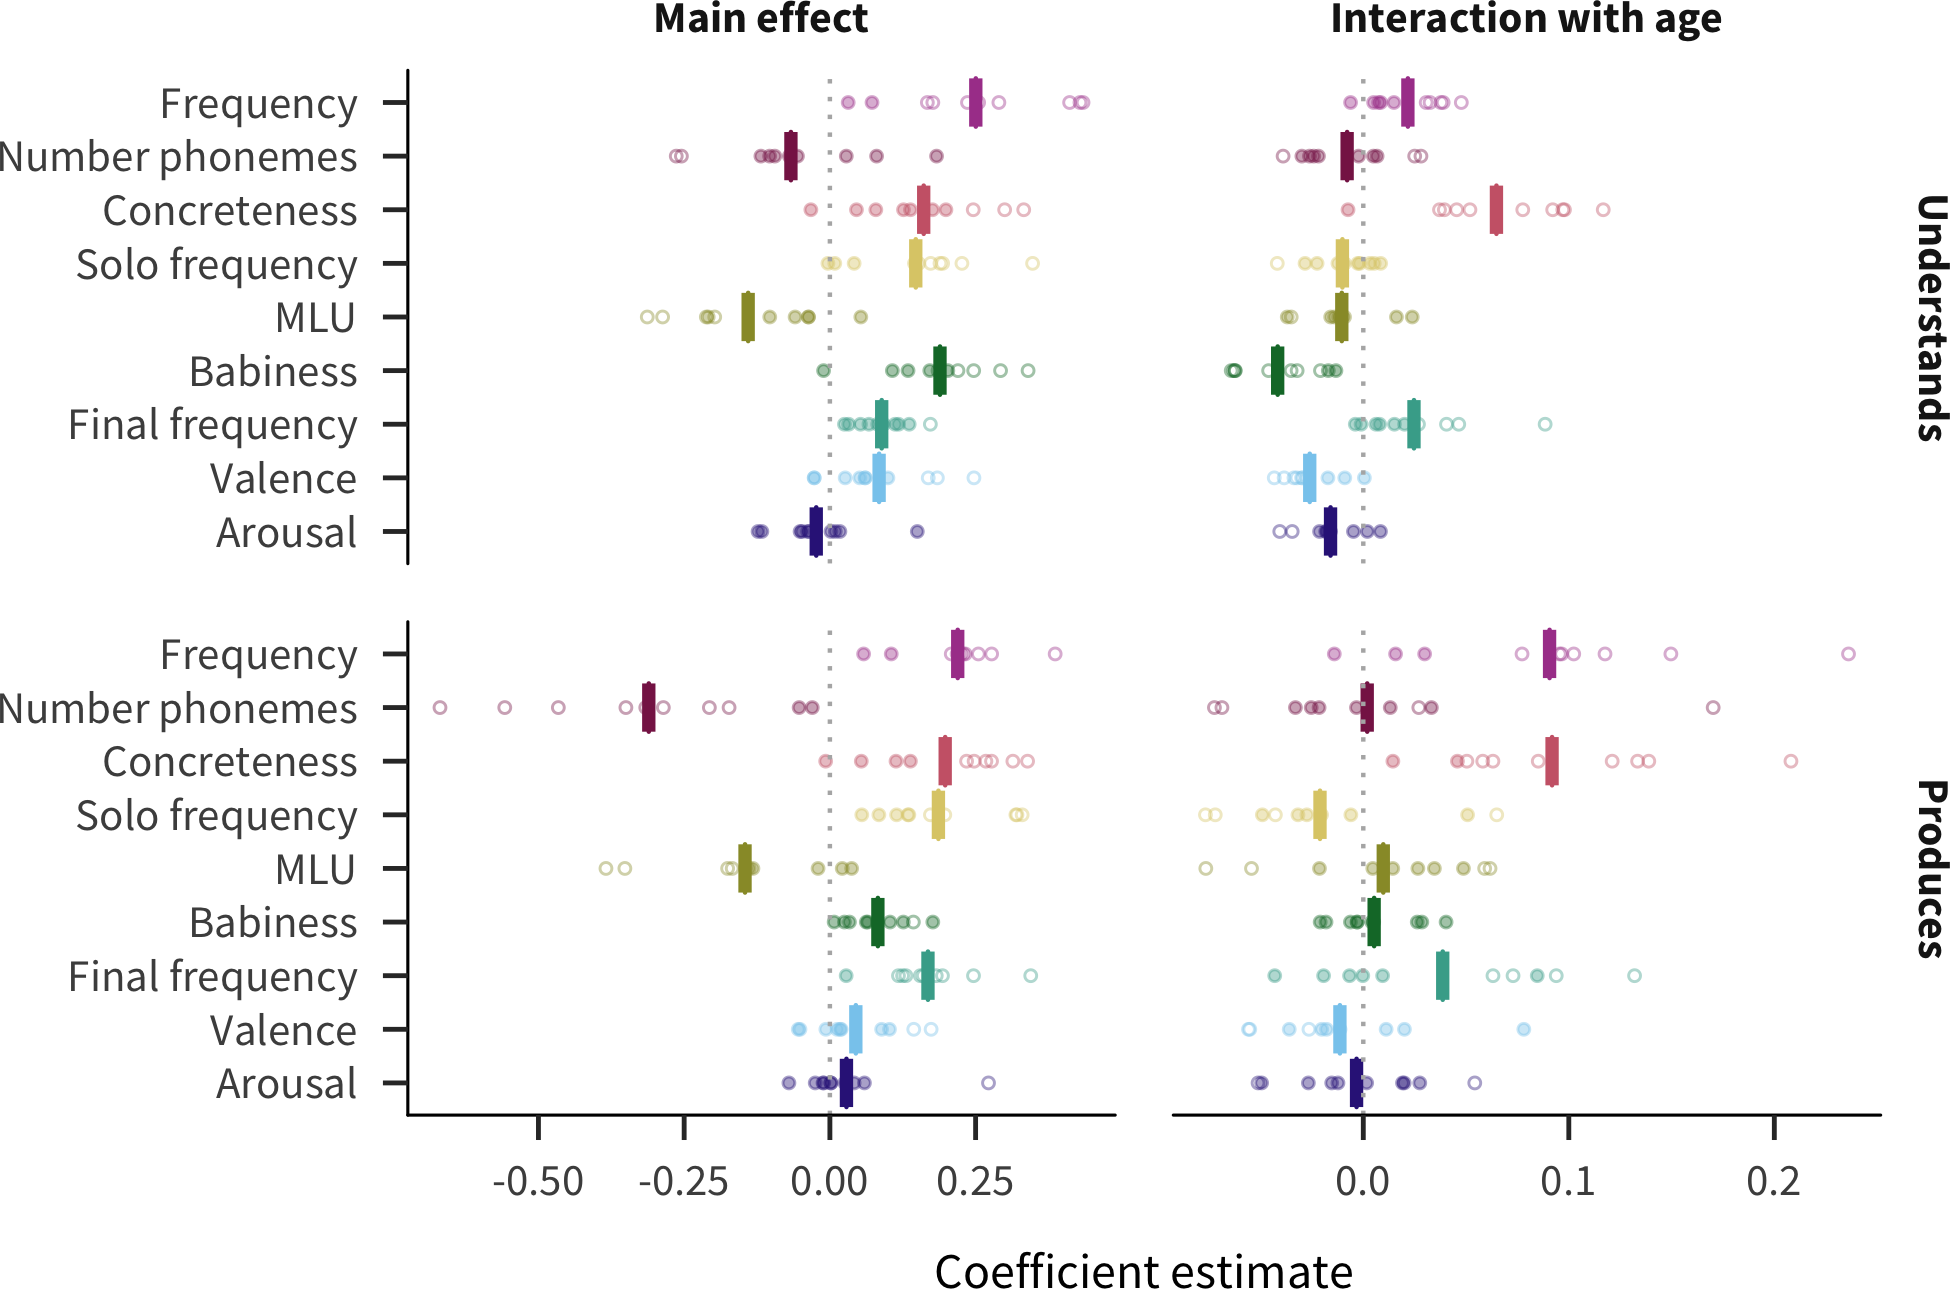 Main effect
Interaction with age
Frequency
Number phonemes
Concreteness
Solo frequency
MLU
Babiness
Final frequency
Valence
Arousal
Understands
Frequency
Number phonemes
Concreteness
Solo frequency
MLU
Babiness
Final frequency
Valence
Arousal
Produces
-0.50 -0.25 0.00 0.25 0.0 0.1 0.2
Coefficient estimate